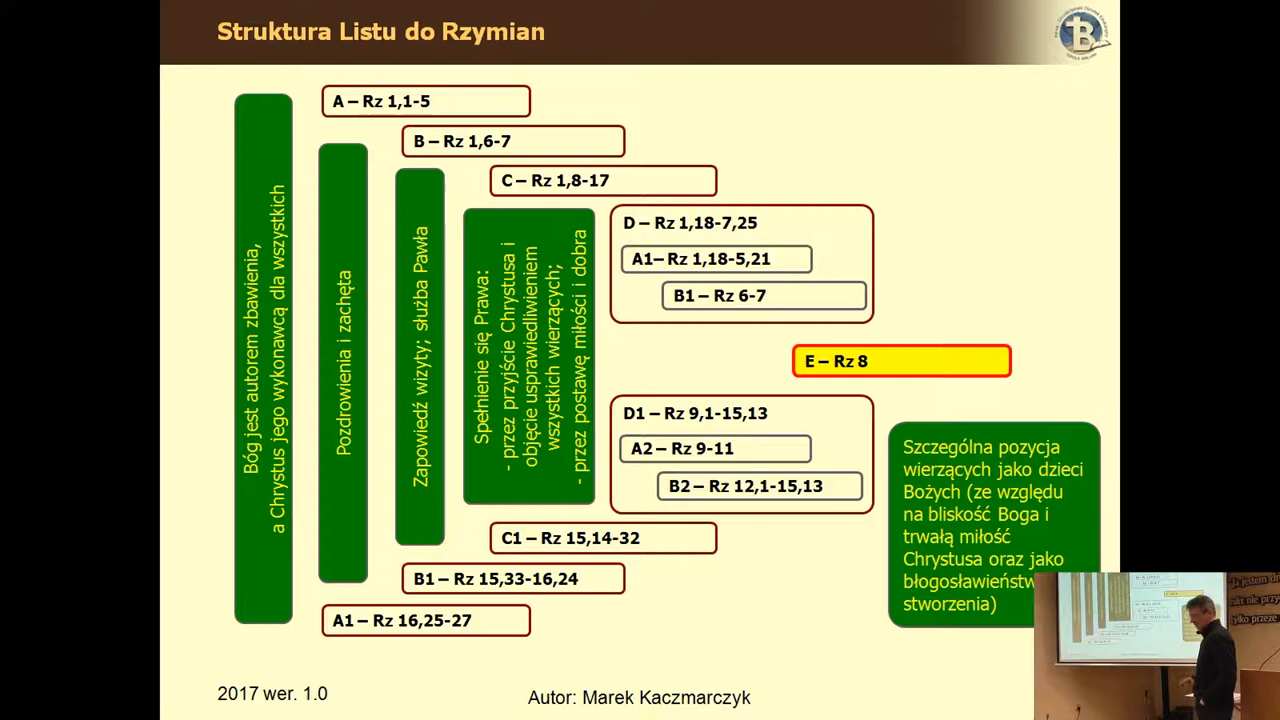 Struktura Listu do Rzymian
A – Rz 1,1-5
B – Rz 1,6-7
C – Rz 1,8-17
D – Rz 1,18-7,25
A1– Rz 1,18-5,21
B1 – Rz 6-7
E – Rz 8
D1 – Rz 9,1-15,13
A2 – Rz 9-11
B2 – Rz 12,1-15,13
C1 – Rz 15,14-32
B1 – Rz 15,33-16,24
A1 – Rz 16,25-27
Bóg jest autorem zbawienia,
a Chrystus jego wykonawcą dla wszystkich
Pozdrowienia i zachęta
Zapowiedź wizyty; służba Pawła
Spełnienie się Prawa:
- przez przyjście Chrystusa i
objęcie usprawiedliwieniem
wszystkich wierzących;
- przez postawę miłości i dobra
Szczególna pozycja
wierzących jako dzieci
Bożych (ze względu
na bliskość Boga i
trwałą miłość
Chrystusa oraz jako
błogosławieństw
stworzenia)
2017 wer. 1.0
Autor: Marek Kaczmarczyk